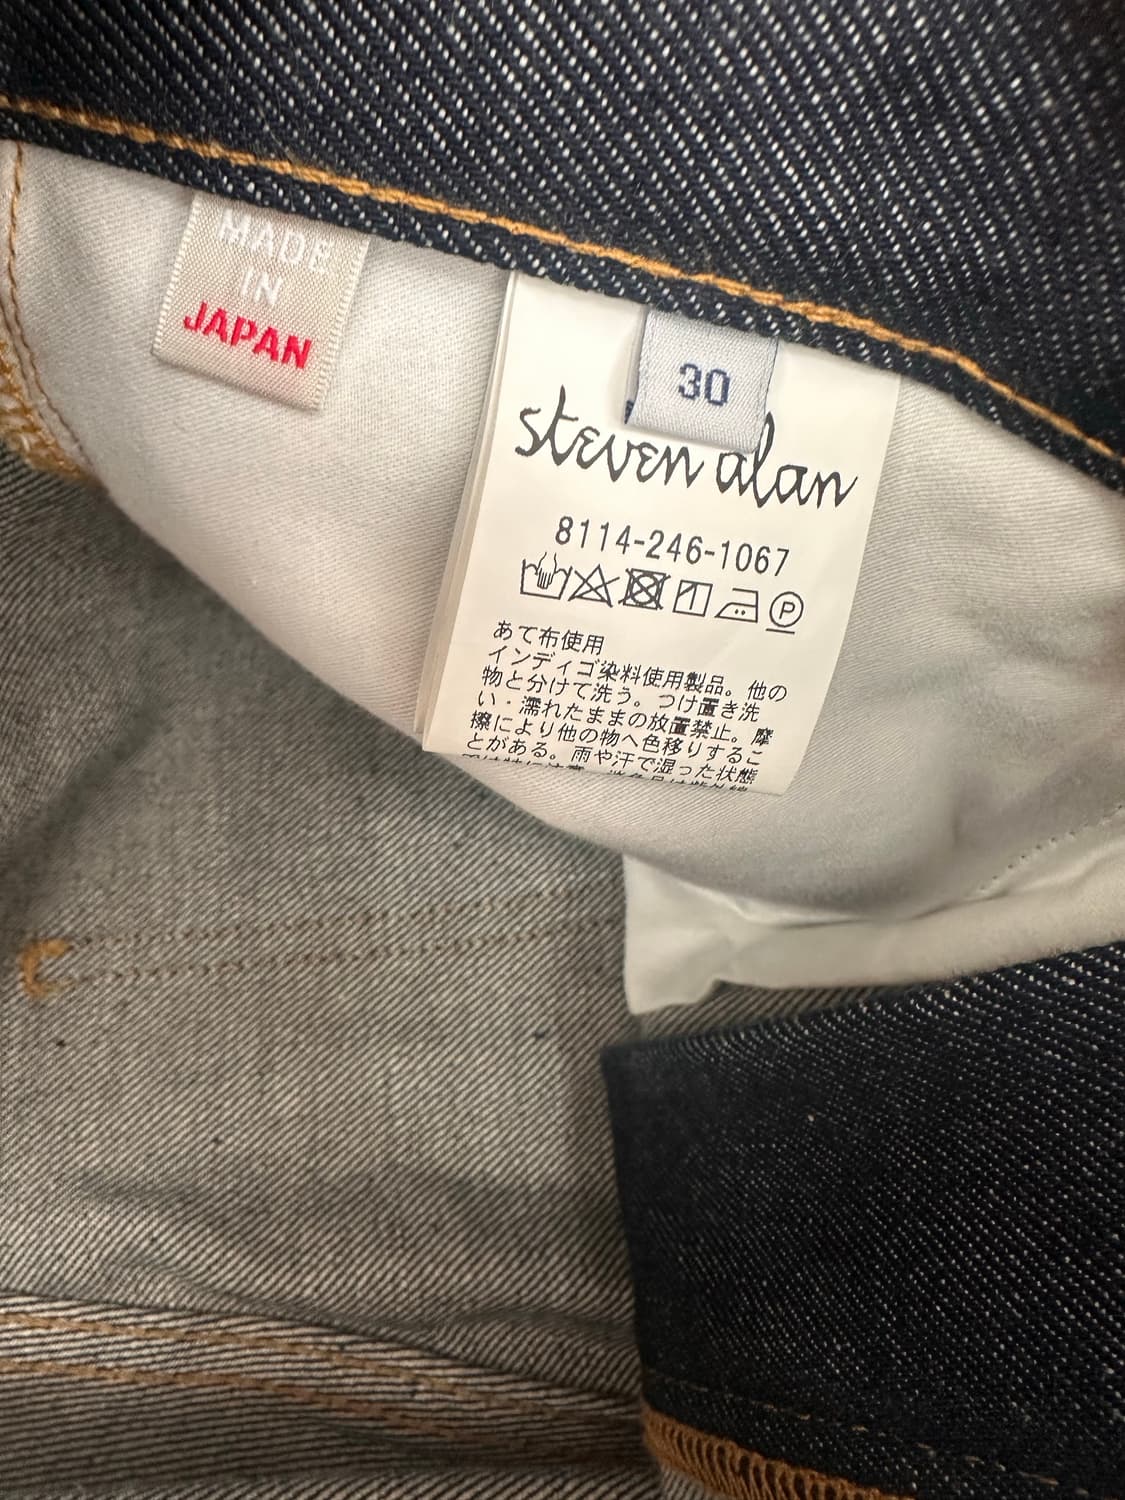 MADE
IN
JAPAN
30
steven alan
8114-246-1067
P
あて布使用
インディゴ染料使用製品。他の
物と分けて洗う。つけ置き洗
い・濡れたままの放置禁止。摩
擦により他の物へ色移りするこ
とがある。雨や汗で湿った状態